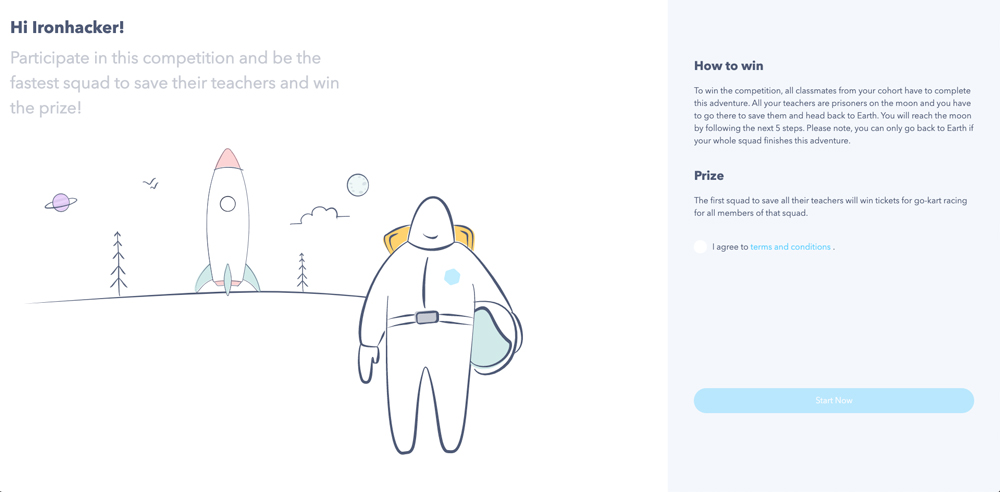 Hi Ironhacker!
Participate in this competition and be the
fastest squad to save their teachers and win
the prize!
How to win
To win the competition, all classmates from your cohort have to complete
this adventure. All your teachers are prisoners on the moon and you have
to go there to save them and head back to Earth. You will reach the moon
by following the next 5 steps. Please note, you can only go back to Earth if
your whole squad finishes this adventure.
Prize
The first squad to save all their teachers will win tickets for go-kart racing
for all members of that squad.
I agree to terms and conditions .
Start Now